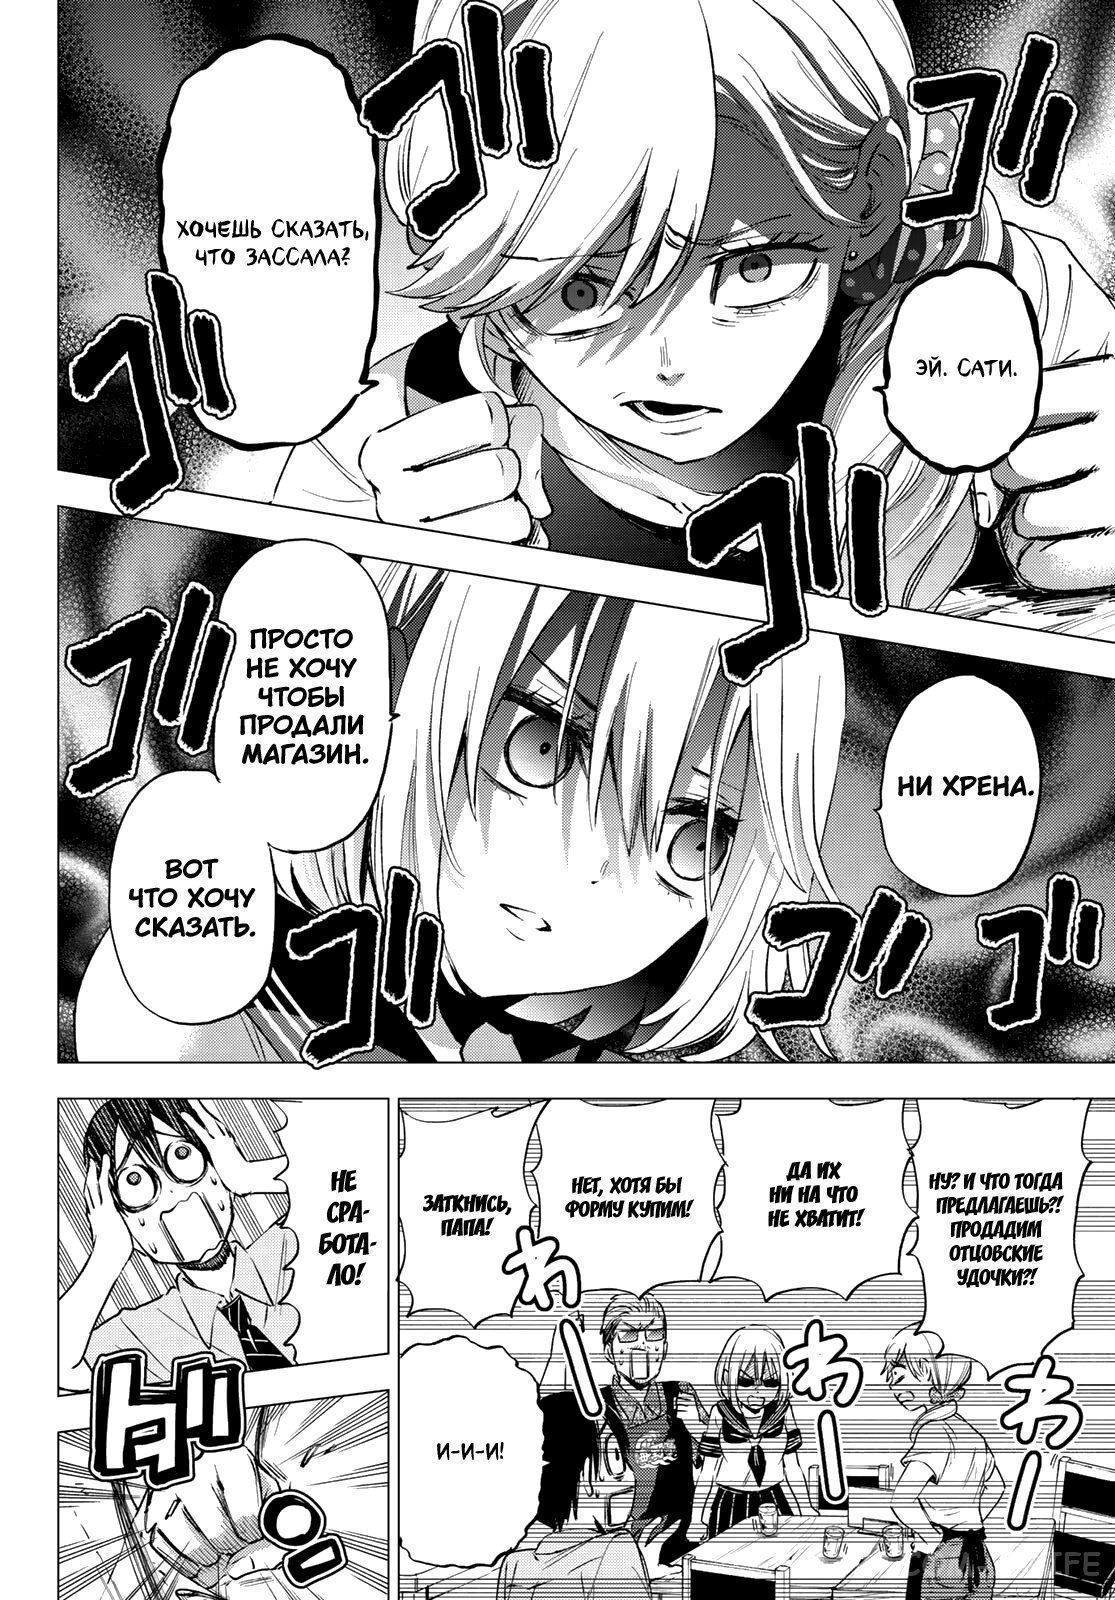 ЭЙ. САТИ.
ХОЧЕШЬ СКАЗАТЬ,
ЧТО ЗАССАЛА?
ゴゴ
ゴゴ
ゴゴ
ゴゴ
НИ ХРЕНА.
ПРОСТО
НЕ ХОЧУ
ЧТОБЫ
ПРОДАЛИ
МАГАЗИН.
ВОТ
ЧТО ХОЧУ
СКАЗАТЬ.
ゴゴ
ゴゴ
ゴゴ
НУ? И ЧТО ТОГДА
ПРЕДЛАГАЕШЬ?!
ПРОДАДИМ
ОТЦОВСКИЕ
УДОЧКИ?!
ДА ИХ
НИ НА ЧТО
НЕ ХВАТИТ!
НЕТ, ХОТЯ БЫ
ФОРМУ КУПИМ!
ЗАТКНИСЬ,
ПАПА!
わー
わー
わー
И-И-И!
НЕ
СРА-
БОТА-
ЛО!